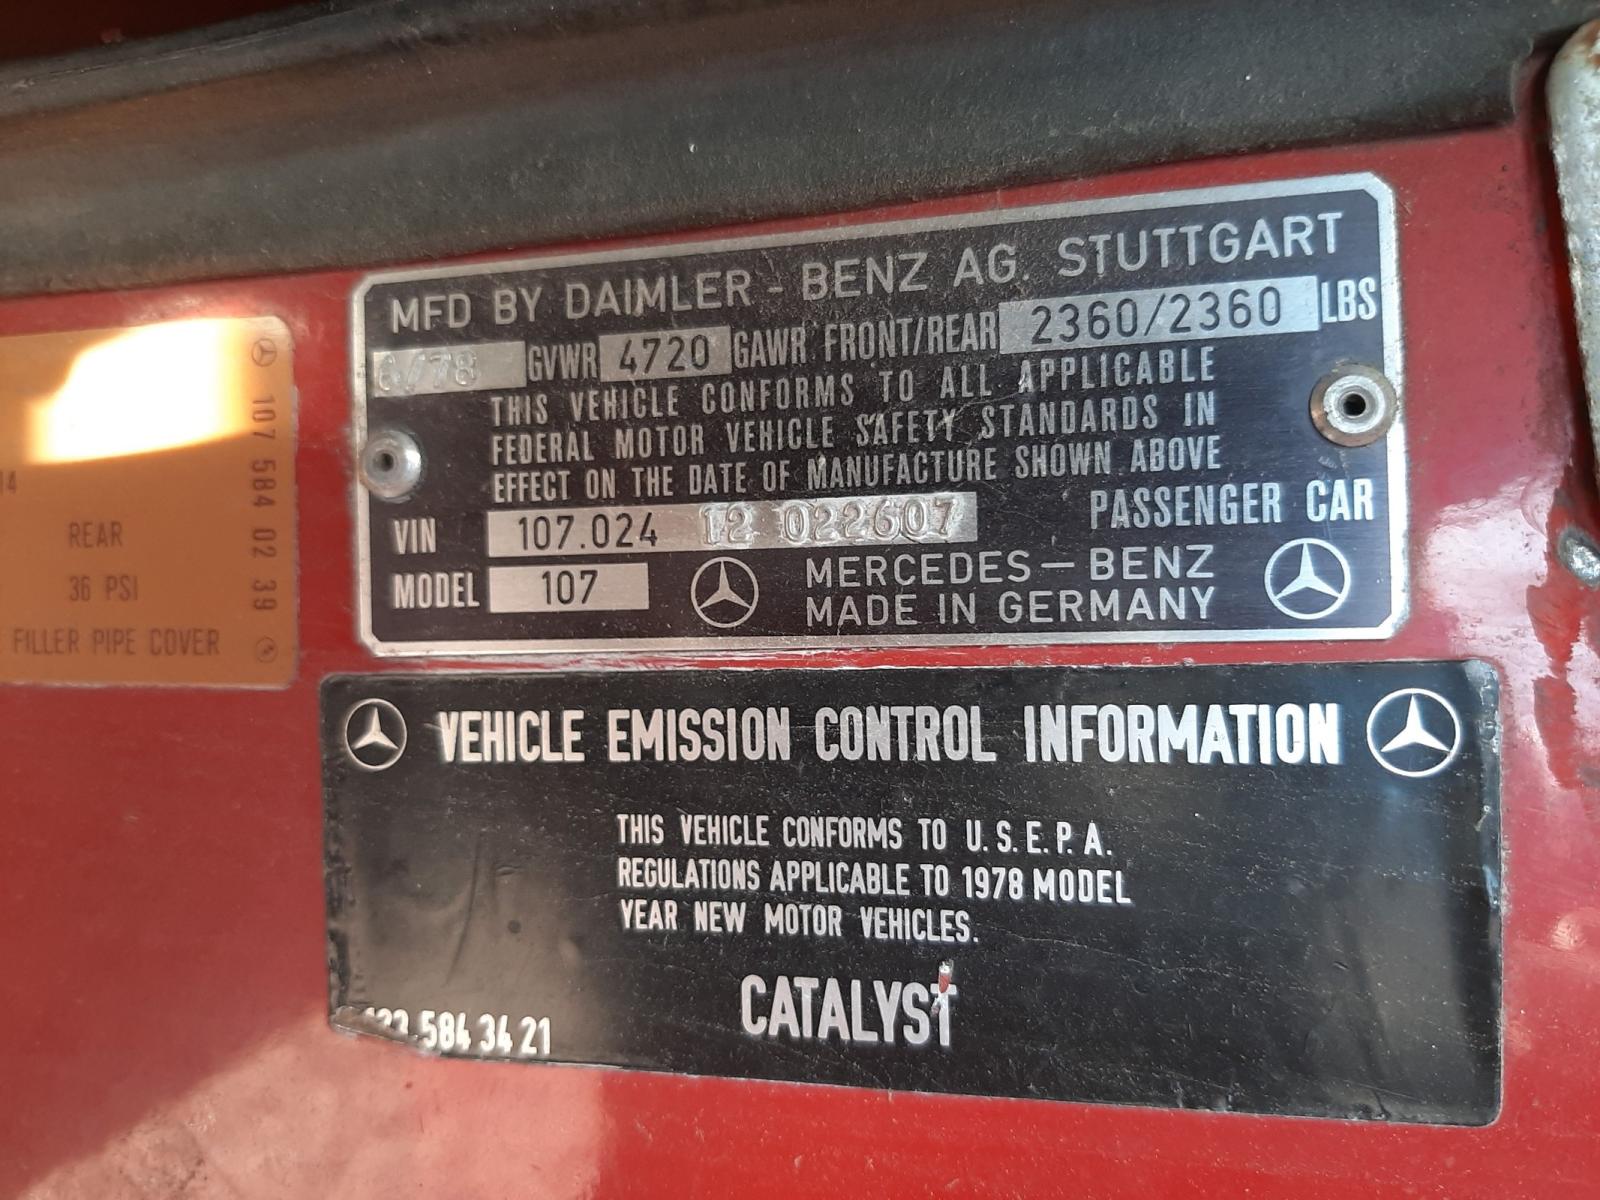 MFD BY DAIMLER - BENZ AG. STUTTGART
6/78 GVWR 4720 GAWR FRONT/REAR 2360/2360 LBS
THIS VEHICLE CONFORMS TO ALL APPLICABLE
FEDERAL MOTOR VEHICLE SAFETY STANDARDS IN
EFFECT ON THE DATE OF MANUFACTURE SHOWN ABOVE
VIN 107.024 12 022607 PASSENGER CAR
MODEL 107 MERCEDES - BENZ
MADE IN GERMANY
107 584 02 39
14
REAR
36 PSI
FILLER PIPE COVER
VEHICLE EMISSION CONTROL INFORMATION
THIS VEHICLE CONFORMS TO U.S.E.P.A.
REGULATIONS APPLICABLE TO 1978 MODEL
YEAR NEW MOTOR VEHICLES.
CATALYST
584 34 21